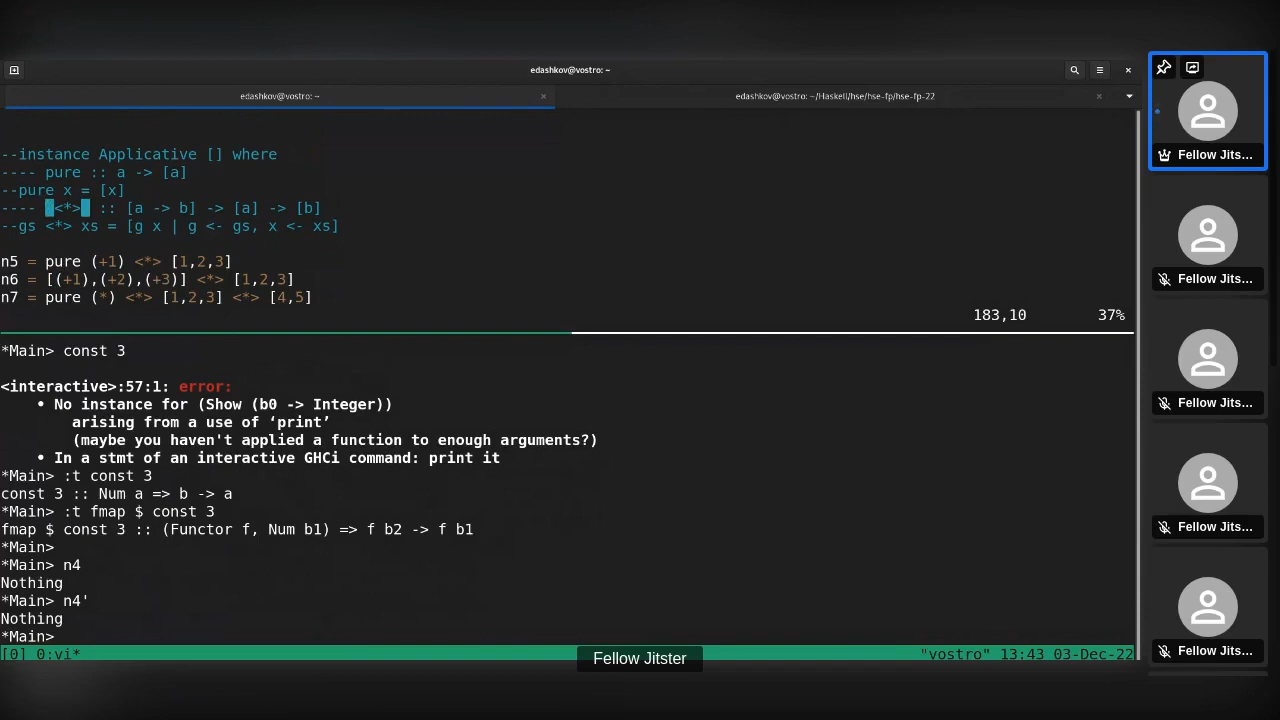 edashkov@vostro: ~
edashkov@vostro: ~
edashkov@vostro: ~/Haskell/hse/hse-fp/hse-fp-22
--instance Applicative [] where
---- pure :: a -> [a]
--pure x = [x]
---- (<*>) :: [a -> b] -> [a] -> [b]
--gs <*> xs = [g x | g <- gs, x <- xs]
n5 = pure (+1) <*> [1,2,3]
n6 = [(+1),(+2),(+3)] <*> [1,2,3]
n7 = pure (*) <*> [1,2,3] <*> [4,5]
183,10 37%
*Main> const 3
<interactive>:57:1: error:
• No instance for (Show (b0 -> Integer))
arising from a use of ‘print’
(maybe you haven't applied a function to enough arguments?)
• In a stmt of an interactive GHCi command: print it
*Main> :t const 3
const 3 :: Num a => b -> a
*Main> :t fmap $ const 3
fmap $ const 3 :: (Functor f, Num b1) => f b2 -> f b1
*Main>
*Main> n4
Nothing
*Main> n4'
Nothing
*Main>
[0] 0:vi* "vostro" 13:43 03-Dec-22
Fellow Jitster
Fellow Jits...
Fellow Jits...
Fellow Jits...
Fellow Jits...
Fellow Jits...